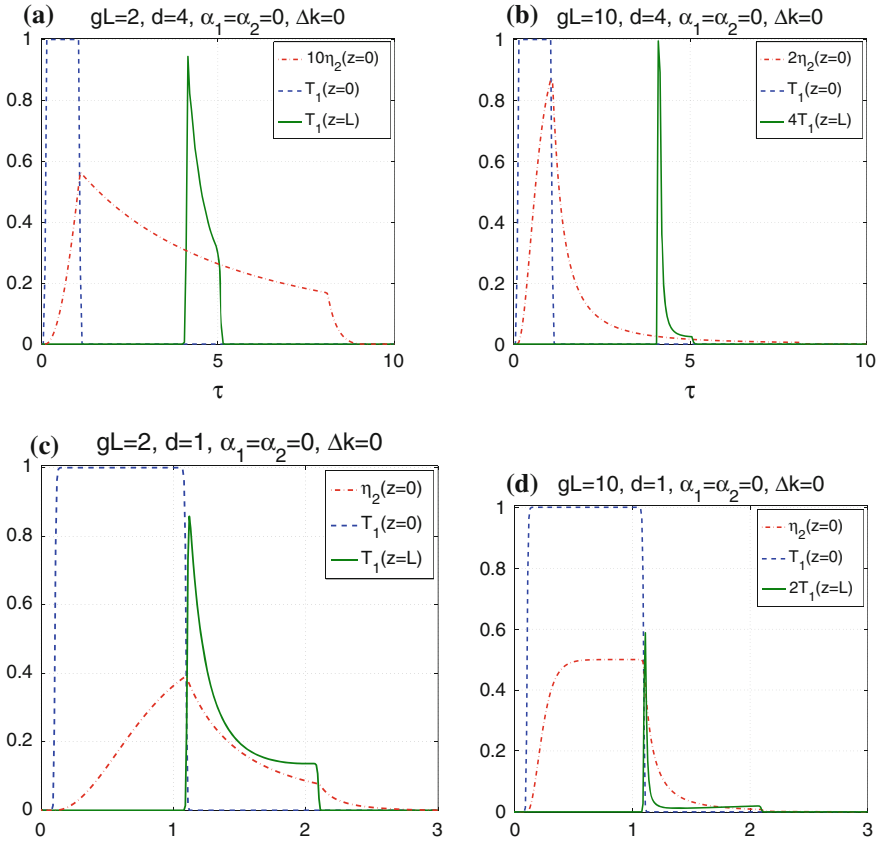 (a)
gL=2, d=4, α₁=α₂=0, Δk=0
1
0.8
0.6
0.4
0.2
0
0
5
10
τ
10η₂(z=0)
T₁(z=0)
T₁(z=L)
(b)
gL=10, d=4, α₁=α₂=0, Δk=0
1
0.8
0.6
0.4
0.2
0
0
5
10
τ
2η₂(z=0)
T₁(z=0)
4T₁(z=L)
(c)
gL=2, d=1, α₁=α₂=0, Δk=0
1
0.8
0.6
0.4
0.2
0
0
1
2
3
η₂(z=0)
T₁(z=0)
T₁(z=L)
(d)
gL=10, d=1, α₁=α₂=0, Δk=0
1
0.8
0.6
0.4
0.2
0
0
1
2
3
η₂(z=0)
T₁(z=0)
2T₁(z=L)